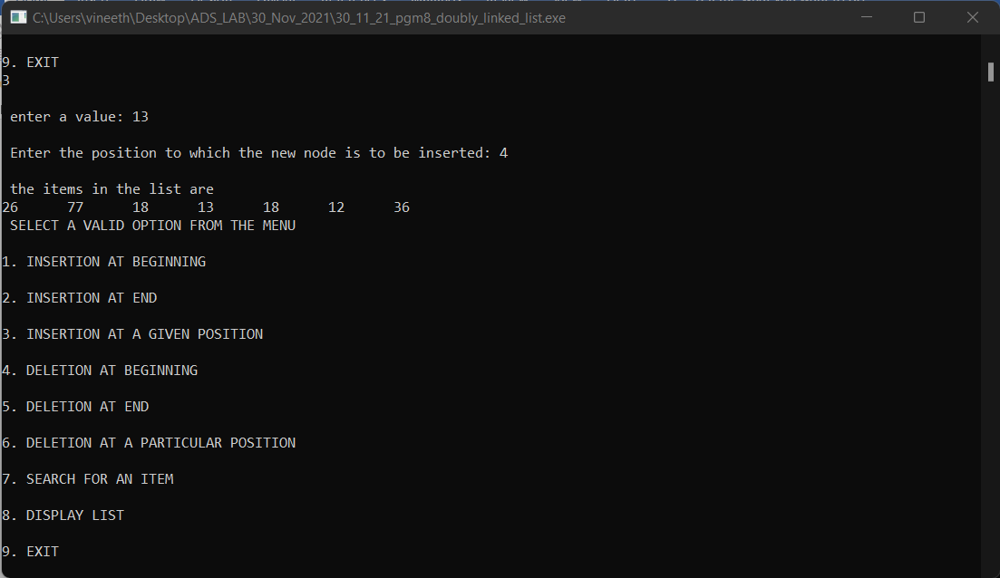 C:\Users\vineeth\Desktop\ADS_LAB\30_Nov_2021\30_11_21_pgm8_doubly_linked_list.exe
9. EXIT
3
enter a value: 13
Enter the position to which the new node is to be inserted: 4
the items in the list are
26 77 18 13 18 12 36
SELECT A VALID OPTION FROM THE MENU
1. INSERTION AT BEGINNING
2. INSERTION AT END
3. INSERTION AT A GIVEN POSITION
4. DELETION AT BEGINNING
5. DELETION AT END
6. DELETION AT A PARTICULAR POSITION
7. SEARCH FOR AN ITEM
8. DISPLAY LIST
9. EXIT